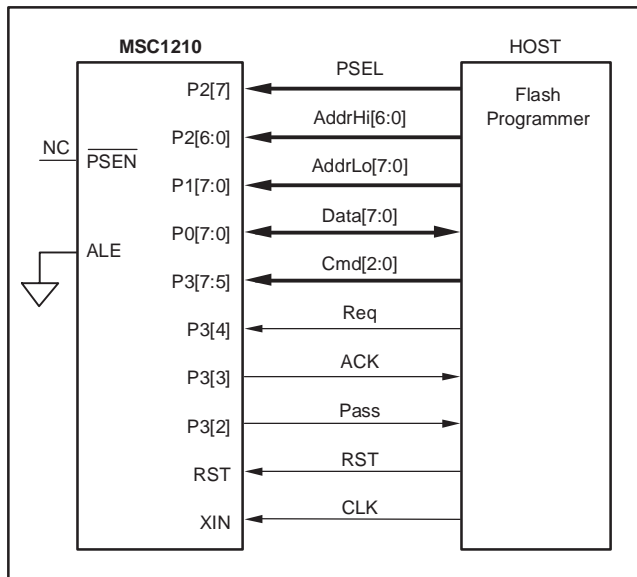 MSC1210 HOST
P2[7] PSEL Flash Programmer
P2[6:0] AddrHi[6:0]
NC PSEN
P1[7:0] AddrLo[7:0]
P0[7:0] Data[7:0]
ALE
P3[7:5] Cmd[2:0]
P3[4] Req
P3[3] ACK
P3[2] Pass
RST RST
XIN CLK